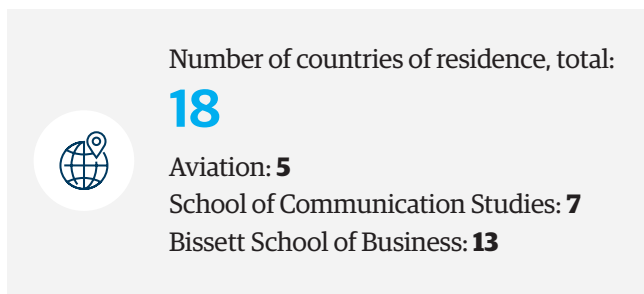 Number of countries of residence, total:
18
Aviation: 5
School of Communication Studies: 7
Bissett School of Business: 13